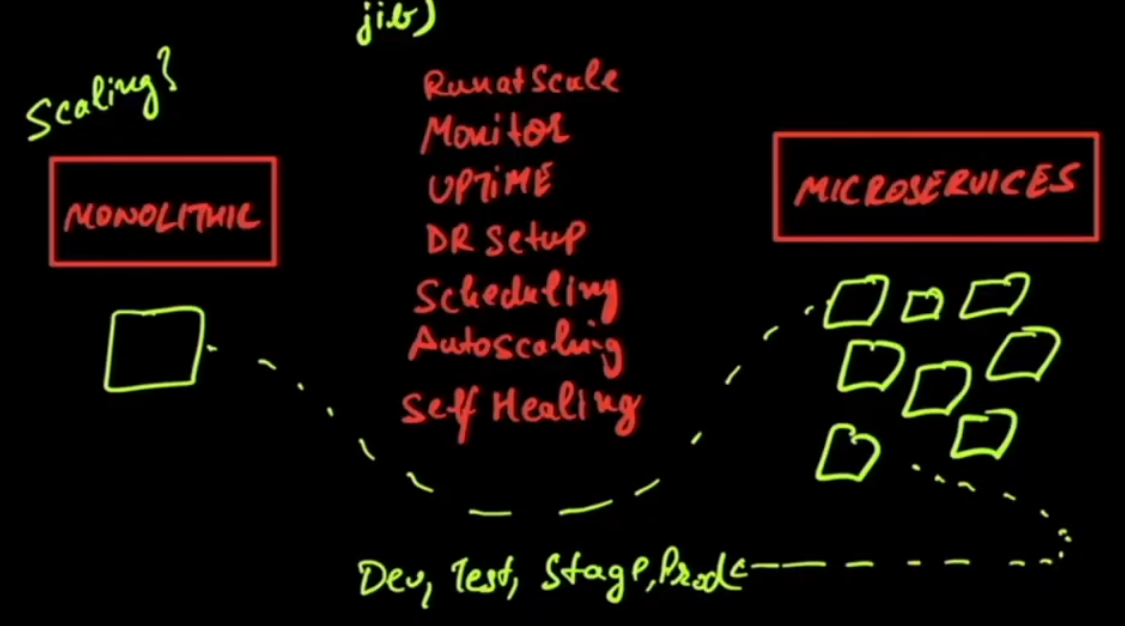 jib)
Scaling?
Run at Scale
Monitor
UPTIME
DR Setup
Scheduling
Autoscaling
Self Healing
MONOLITHIC
MICROSERVICES
Dev, Test, Stage, Prod